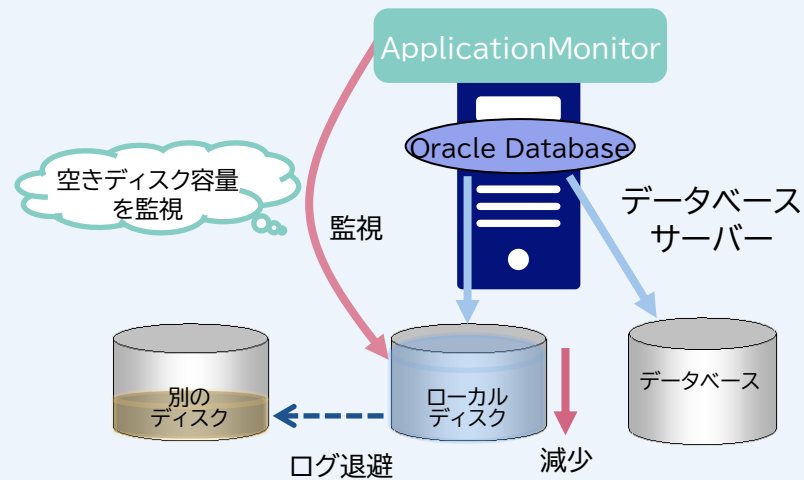 ApplicationMonitor
Oracle Database
空きディスク容量
を監視
監視
データベース
サーバー
別の
ディスク
ローカル
ディスク
データベース
ログ退避
減少